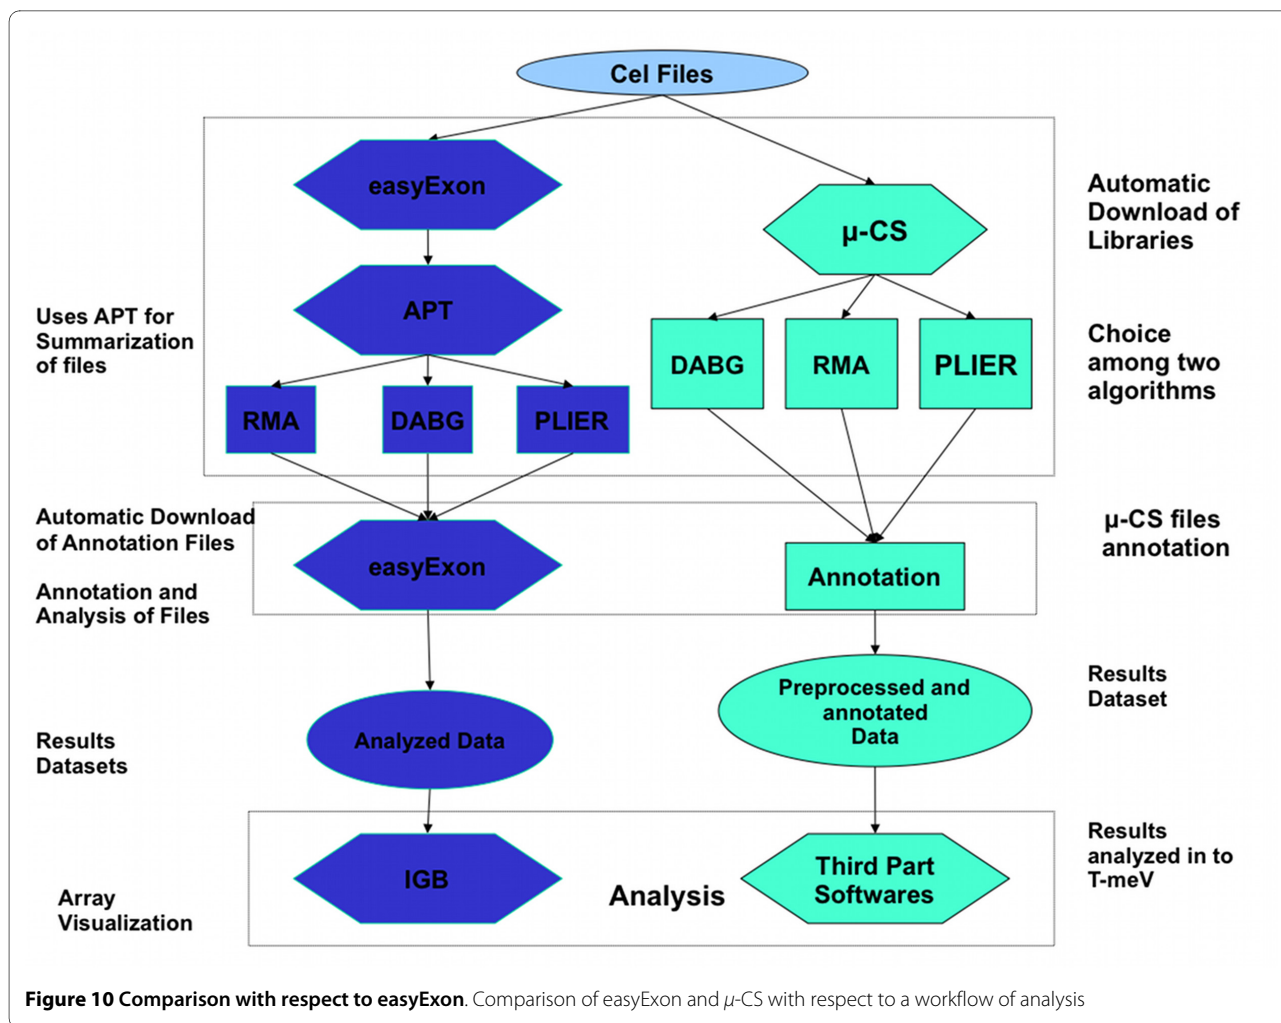 Cel Files
easyExon
μ-CS
Automatic
Download of
Libraries
APT
Uses APT for
Summarization
of files
DABG
RMA
PLIER
Choice
among two
algorithms
RMA
DABG
PLIER
Automatic Download
of Annotation Files
Annotation and
Analysis of Files
easyExon
Annotation
μ-CS files
annotation
Results
Datasets
Analyzed Data
Preprocessed and
annotated
Data
Results
Dataset
Array
Visualization
IGB
Analysis
Third Part
Softwares
Results
analyzed in to
T-meV
Figure 10 Comparison with respect to easyExon. Comparison of easyExon and μ-CS with respect to a workflow of analysis